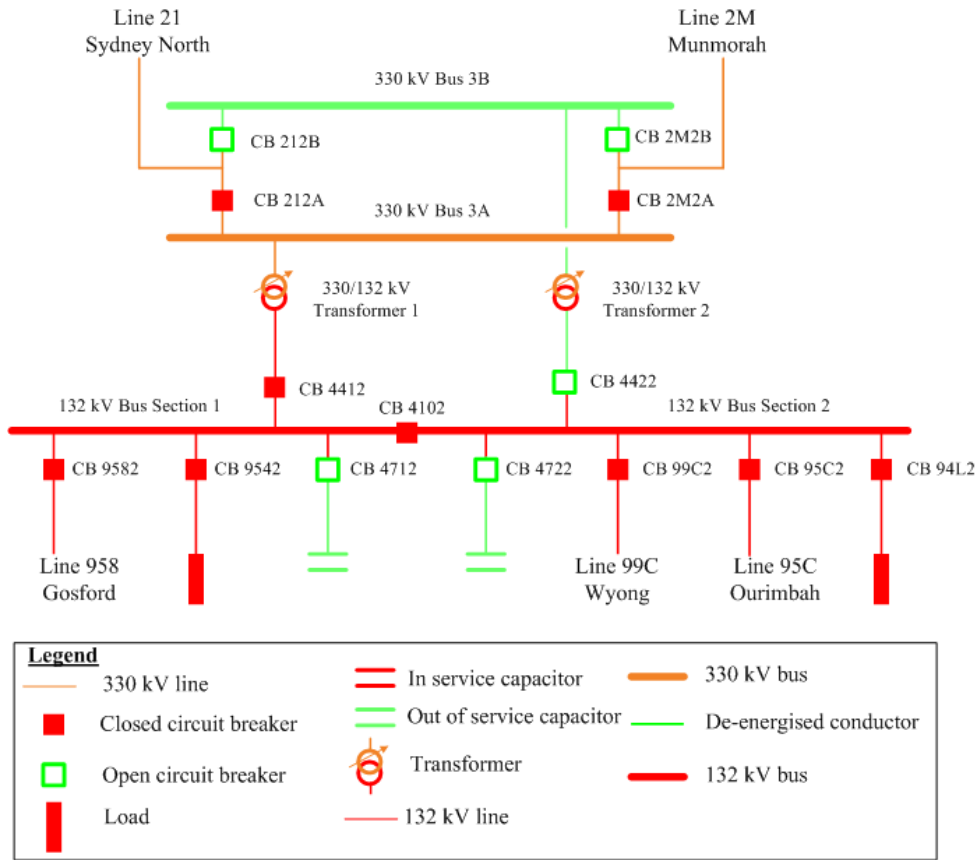 Line 21
Sydney North
Line 2M
Munmorah
330 kV Bus 3B
CB 212B
CB 2M2B
CB 212A
CB 2M2A
330 kV Bus 3A
330/132 kV
Transformer 1
330/132 kV
Transformer 2
CB 4412
CB 4422
132 kV Bus Section 1
CB 4102
132 kV Bus Section 2
CB 9582
CB 9542
CB 4712
CB 4722
CB 99C2
CB 95C2
CB 94L2
Line 958
Gosford
Line 99C
Wyong
Line 95C
Ourimbah
Legend
330 kV line
In service capacitor
330 kV bus
Closed circuit breaker
Out of service capacitor
De-energised conductor
Open circuit breaker
Transformer
132 kV bus
Load
132 kV line